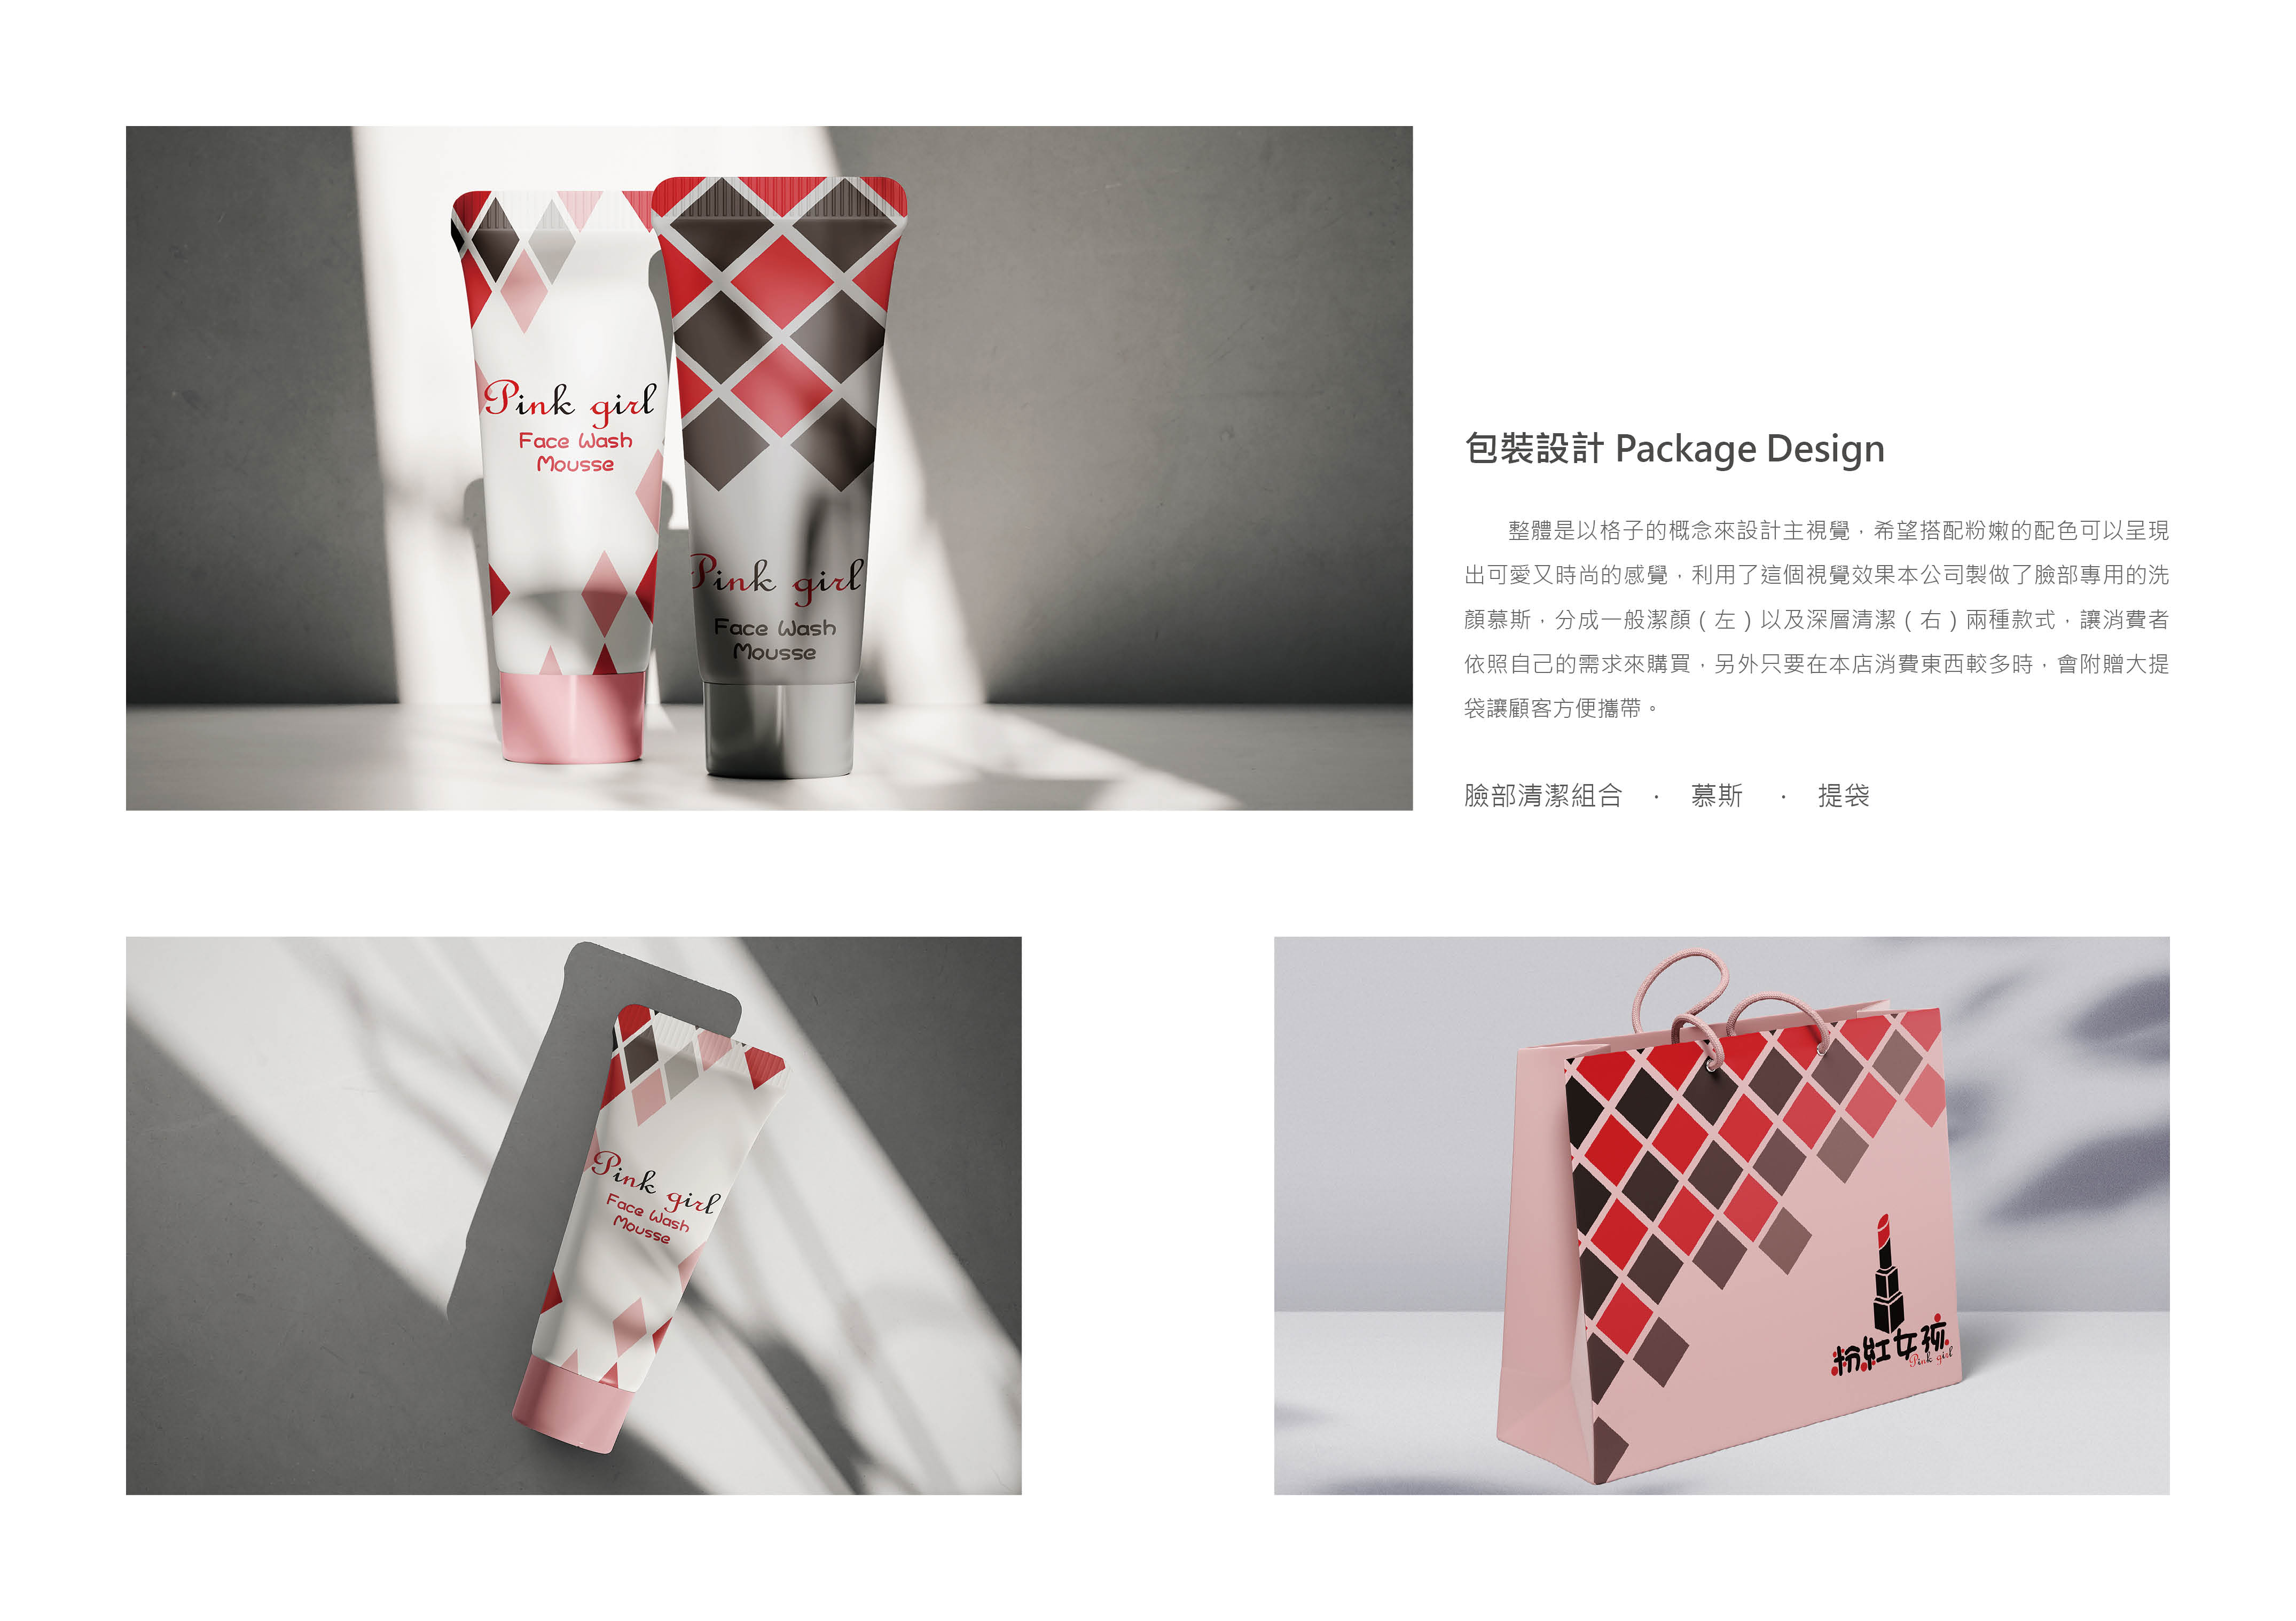 Pink girl
Face Wash
Mousse
Pink girl
Face Wash
Mousse
包裝設計 Package Design
整體是以格子的概念來設計主視覺，希望搭配粉嫩的配色可以呈現
出可愛又時尚的感覺，利用了這個視覺效果本公司製做了臉部專用的洗
顏慕斯，分成一般潔顏（左）以及深層清潔（右）兩種款式，讓消費者
依照自己的需求來購買，另外只要在本店消費東西較多時，會附贈大提
袋讓顧客方便攜帶。
臉部清潔組合 · 慕斯 · 提袋
Pink girl
Face Wash
Mousse
粉紅女孩
Pink girl